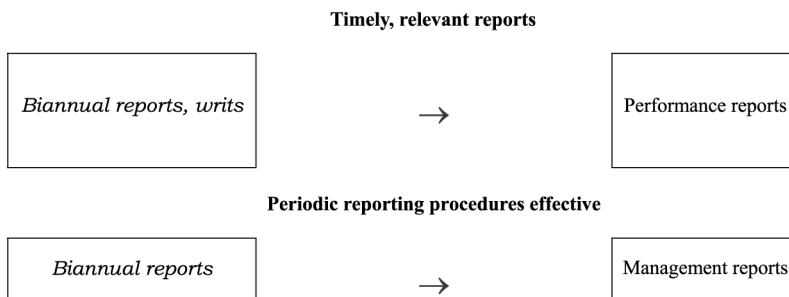 Timely, relevant reports
Biannual reports, writs → Performance reports
Periodic reporting procedures effective
Biannual reports → Management reports